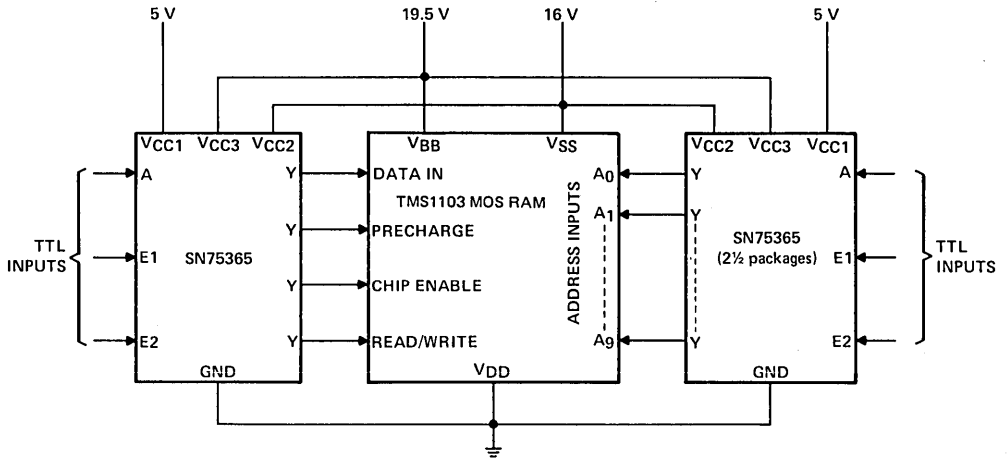 5 V 19.5 V 16 V 5 V
VCC1 VCC3 VCC2 VBB VSS VCC2 VCC3 VCC1
A Y DATA IN A0 Y A
TMS1103 MOS RAM
ADDRESS INPUTS
Y PRECHARGE A1 Y
TTL INPUTS E1 SN75365 SN75365 (2½ packages) E1 TTL INPUTS
Y CHIP ENABLE
E2 Y READ/WRITE A9 Y E2
GND VDD GND